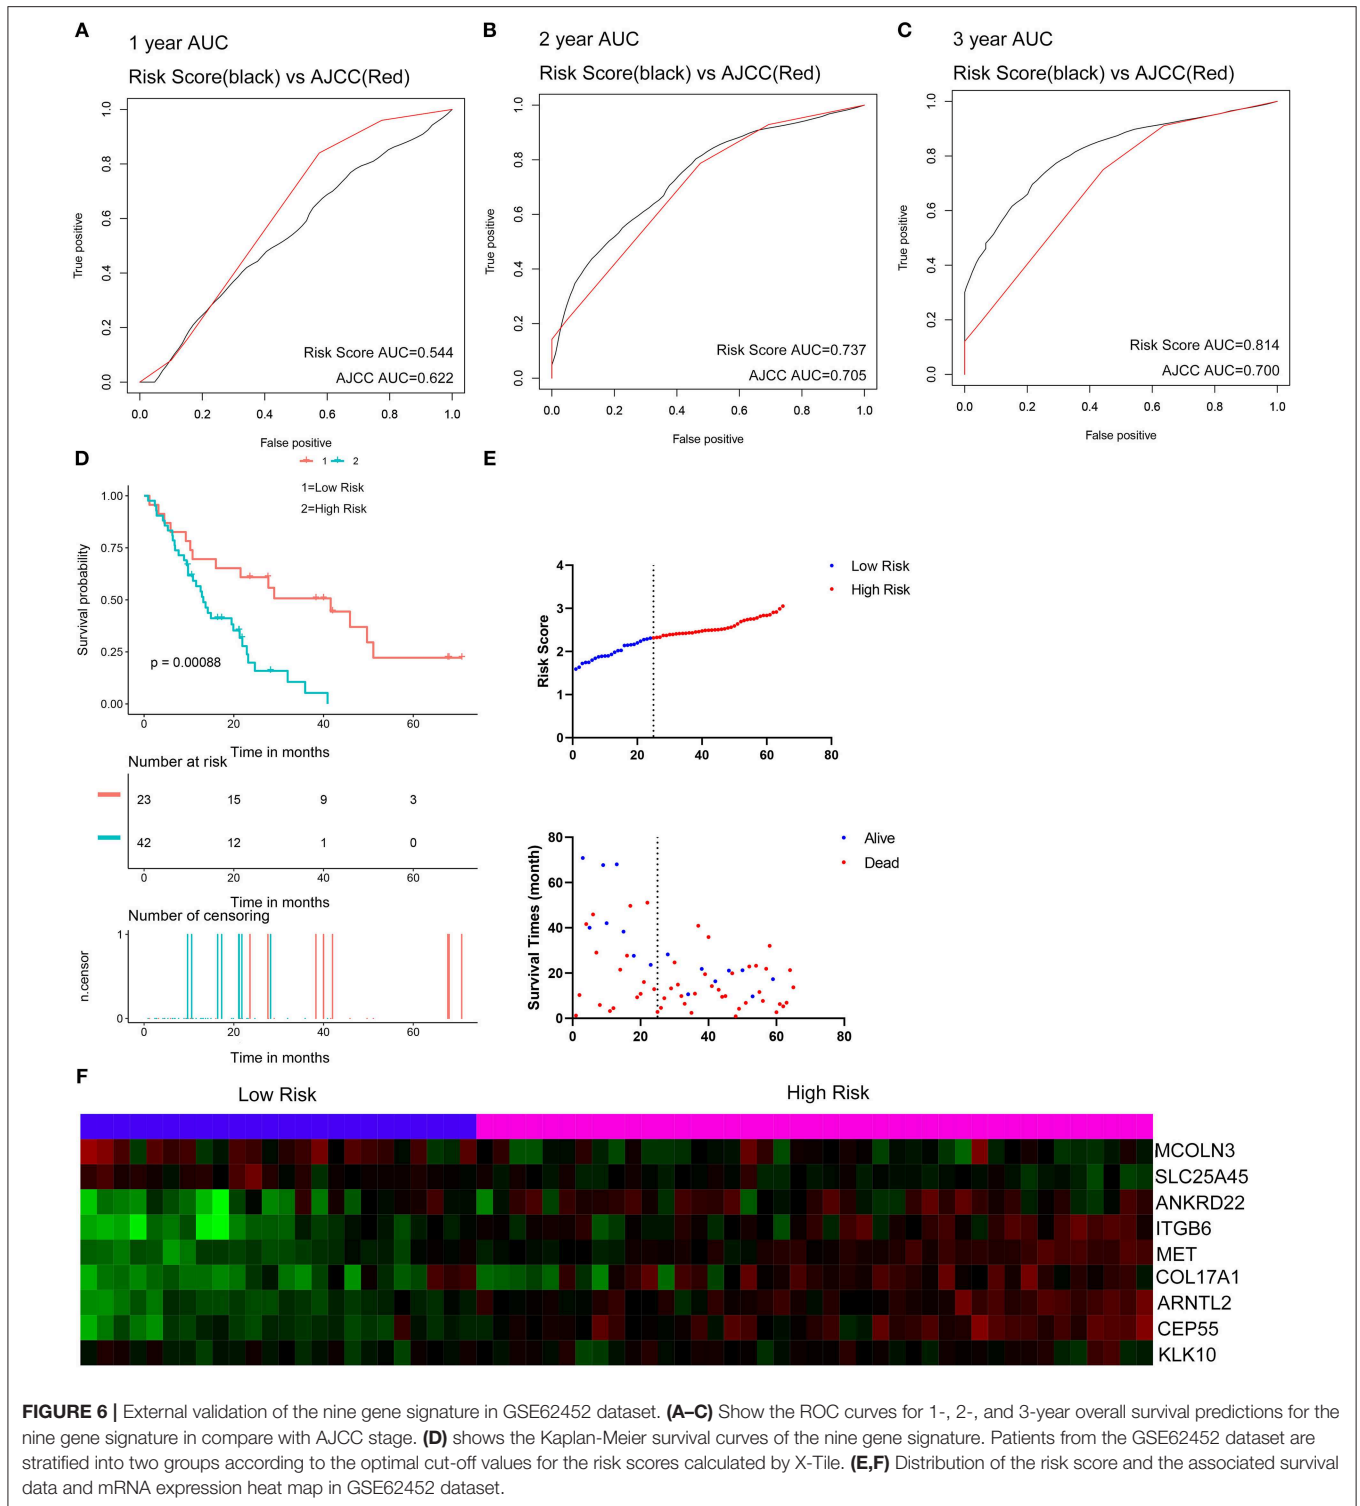 A
1 year AUC
Risk Score(black) vs AJCC(Red)
True positive
1.0
0.8
0.6
0.4
0.2
0.0
Risk Score AUC=0.544
AJCC AUC=0.622
0.0 0.2 0.4 0.6 0.8 1.0
False positive
B
2 year AUC
Risk Score(black) vs AJCC(Red)
True positive
1.0
0.8
0.6
0.4
0.2
0.0
Risk Score AUC=0.737
AJCC AUC=0.705
0.0 0.2 0.4 0.6 0.8 1.0
False positive
C
3 year AUC
Risk Score(black) vs AJCC(Red)
True positive
1.0
0.8
0.6
0.4
0.2
0.0
Risk Score AUC=0.814
AJCC AUC=0.700
0.0 0.2 0.4 0.6 0.8 1.0
False positive
D
1 2
1=Low Risk
2=High Risk
Survival probability
1.00
0.75
0.50
0.25
0.00
p = 0.00088
0 20 40 60
Time in months
Number at risk
23 15 9 3
42 12 1 0
0 20 40 60
Time in months
Number of censoring
n.censor
1
0
0 20 40 60
Time in months
E
Risk Score
4
3
2
1
0
0 20 40 60 80
Low Risk
High Risk
Survival Times (month)
80
60
40
20
0
0 20 40 60 80
Alive
Dead
F
Low Risk High Risk
MCOLN3
SLC25A45
ANKRD22
ITGB6
MET
COL17A1
ARNTL2
CEP55
KLK10
FIGURE 6 | External validation of the nine gene signature in GSE62452 dataset. (A–C) Show the ROC curves for 1-, 2-, and 3-year overall survival predictions for the
nine gene signature in compare with AJCC stage. (D) shows the Kaplan-Meier survival curves of the nine gene signature. Patients from the GSE62452 dataset are
stratified into two groups according to the optimal cut-off values for the risk scores calculated by X-Tile. (E,F) Distribution of the risk score and the associated survival
data and mRNA expression heat map in GSE62452 dataset.